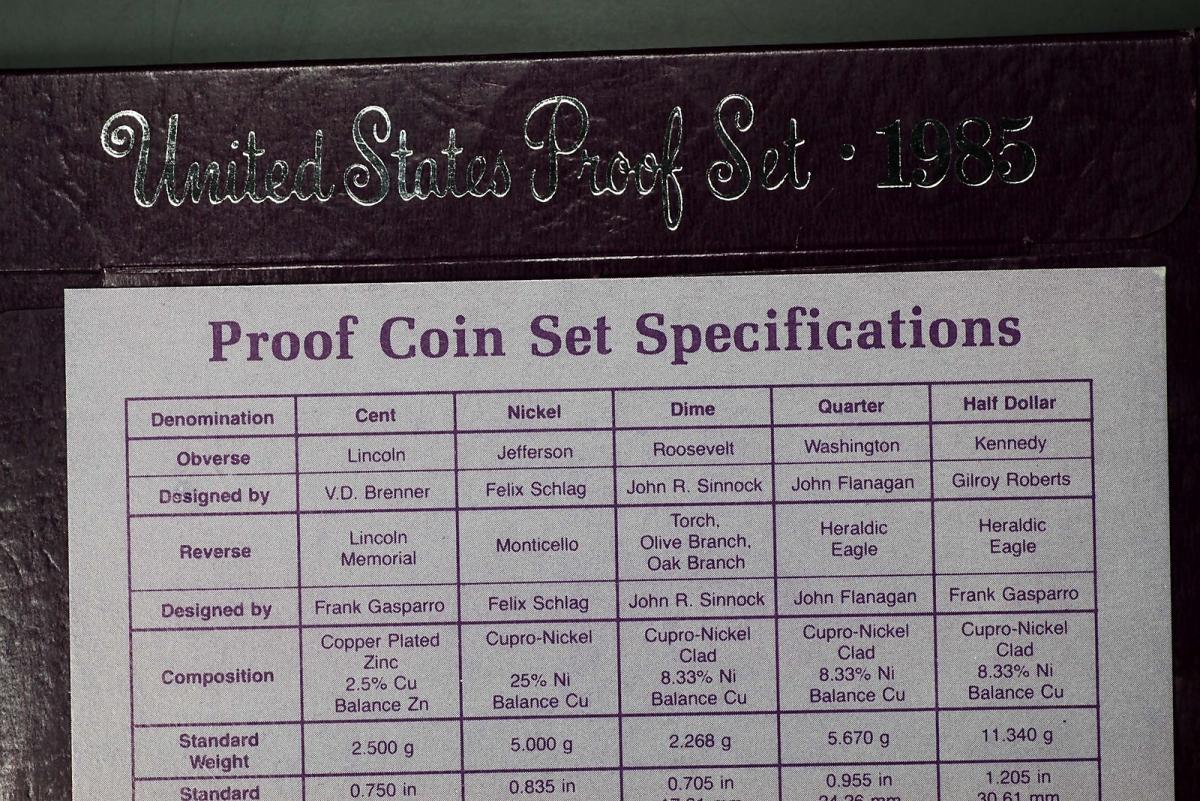 United States Proof Set · 1985
Proof Coin Set Specifications
Denomination Cent Nickel Dime Quarter Half Dollar
Obverse Lincoln Jefferson Roosevelt Washington Kennedy
Designed by V.D. Brenner Felix Schlag John R. Sinnock John Flanagan Gilroy Roberts
Reverse
Lincoln
Memorial
Monticello
Torch,
Olive Branch,
Oak Branch
Heraldic
Eagle
Heraldic
Eagle
Designed by Frank Gasparro Felix Schlag John R. Sinnock John Flanagan Frank Gasparro
Composition
Copper Plated
Zinc
2.5% Cu
Balance Zn
Cupro-Nickel
25% Ni
Balance Cu
Cupro-Nickel
Clad
8.33% Ni
Balance Cu
Cupro-Nickel
Clad
8.33% Ni
Balance Cu
Cupro-Nickel
Clad
8.33% Ni
Balance Cu
Standard
Weight
2.500 g 5.000 g 2.268 g 5.670 g 11.340 g
Standard 0.750 in 0.835 in 0.705 in 0.955 in 1.205 in
30.61 mm